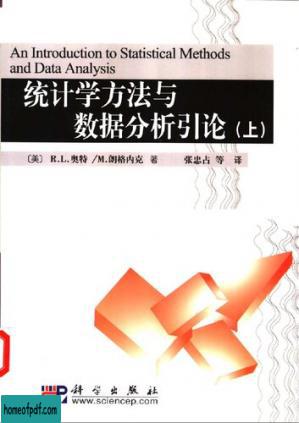 An Introduction to Statistical Methods
and Data Analysis
统计学方法与
数据分析引论(上)
〔美〕 R.L.奥特 /M.朗格内克 著 张忠占 等 译
科学出版社
www.sciencep.com
homeofpdf.com
homeofpdf.com